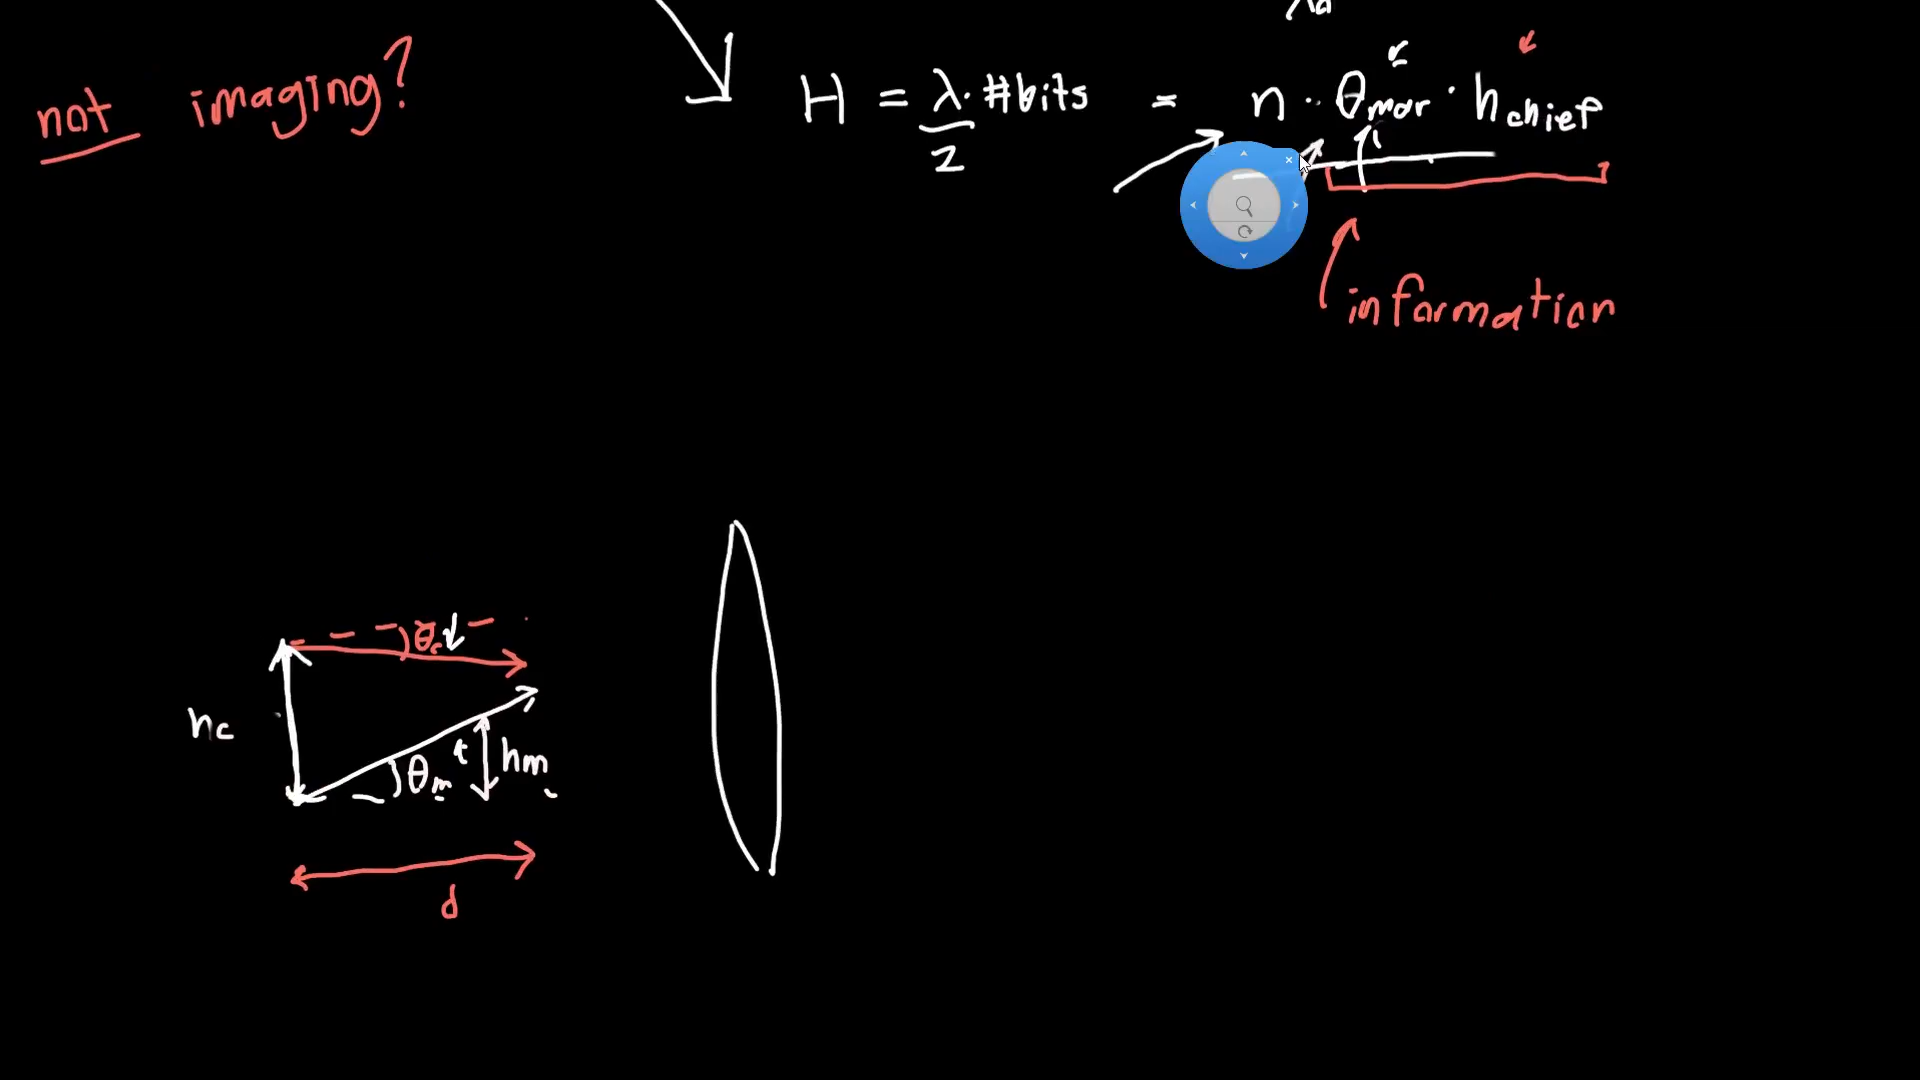 not imaging?
H = λ/2 · #bits = n · θmar · hchief
information
θc
hc
θm
hm
d